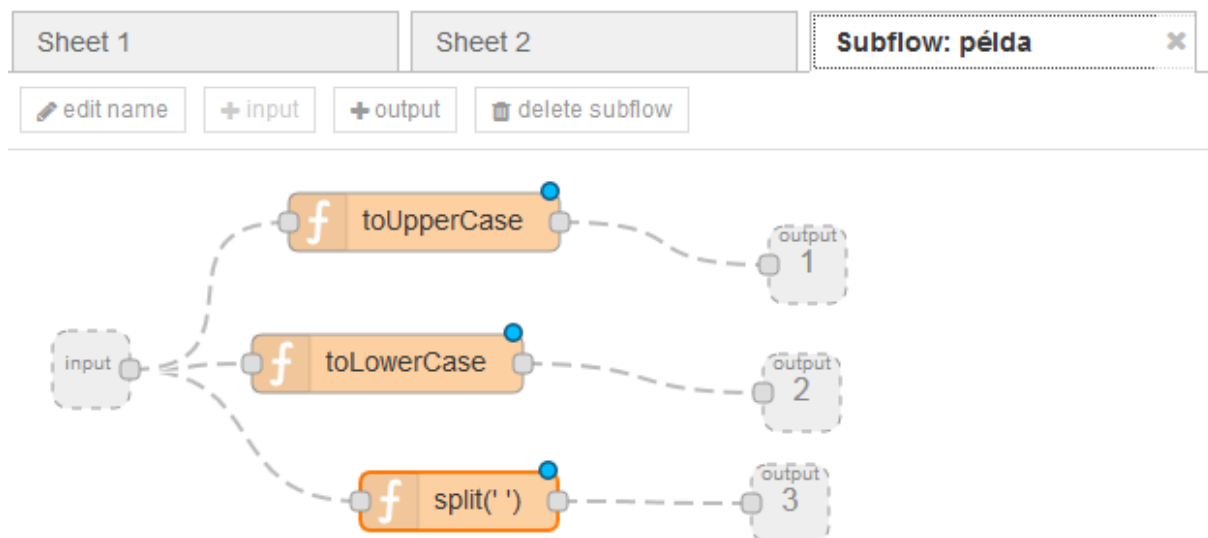 Sheet 1
Sheet 2
Subflow: példa
edit name
input
output
delete subflow
toUpperCase
output
1
input
toLowerCase
output
2
split(' ')
output
3